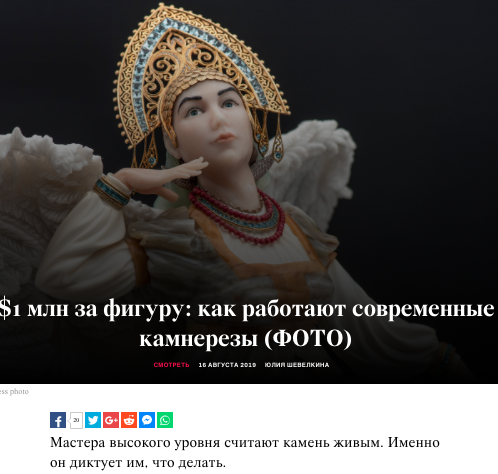 $1 млн за фигуру: как работают современные
камнерезы (ФОТО)
СМОТРЕТЬ 16 АВГУСТА 2019 ЮЛИЯ ШЕВЕЛКИНА
ess photo
26
Мастера высокого уровня считают камень живым. Именно
он диктует им, что делать.